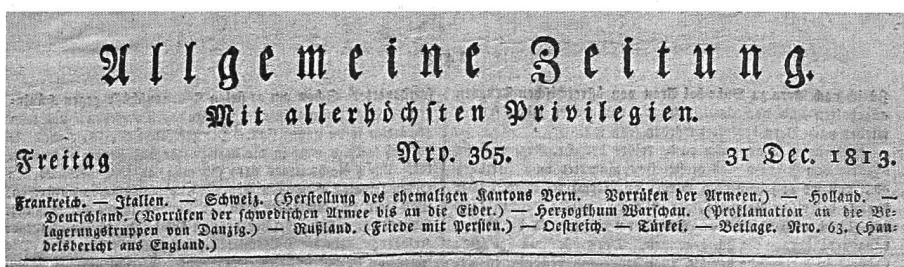 Allgemeine Zeitung.
Mit allerhöchsten Privilegien.
Freitag Nro. 365. 31 Dec. 1813.
Frankreich. — Italien. — Schweiz. (Herstellung des ehemaligen Kantons Bern. Vorrüken der Armeen.) — Holland. —
Deutschland. (Vorrüken der schwedischen Armee bis an die Eider.) — Herzogthum Warschau. (Proklamation an die Be-
lagerungstruppen von Danzig.) — Rußland. (Friede mit Persien.) — Oestreich. — Türkei. — Beilage. Nro. 63. (Han-
delsbericht aus England.)